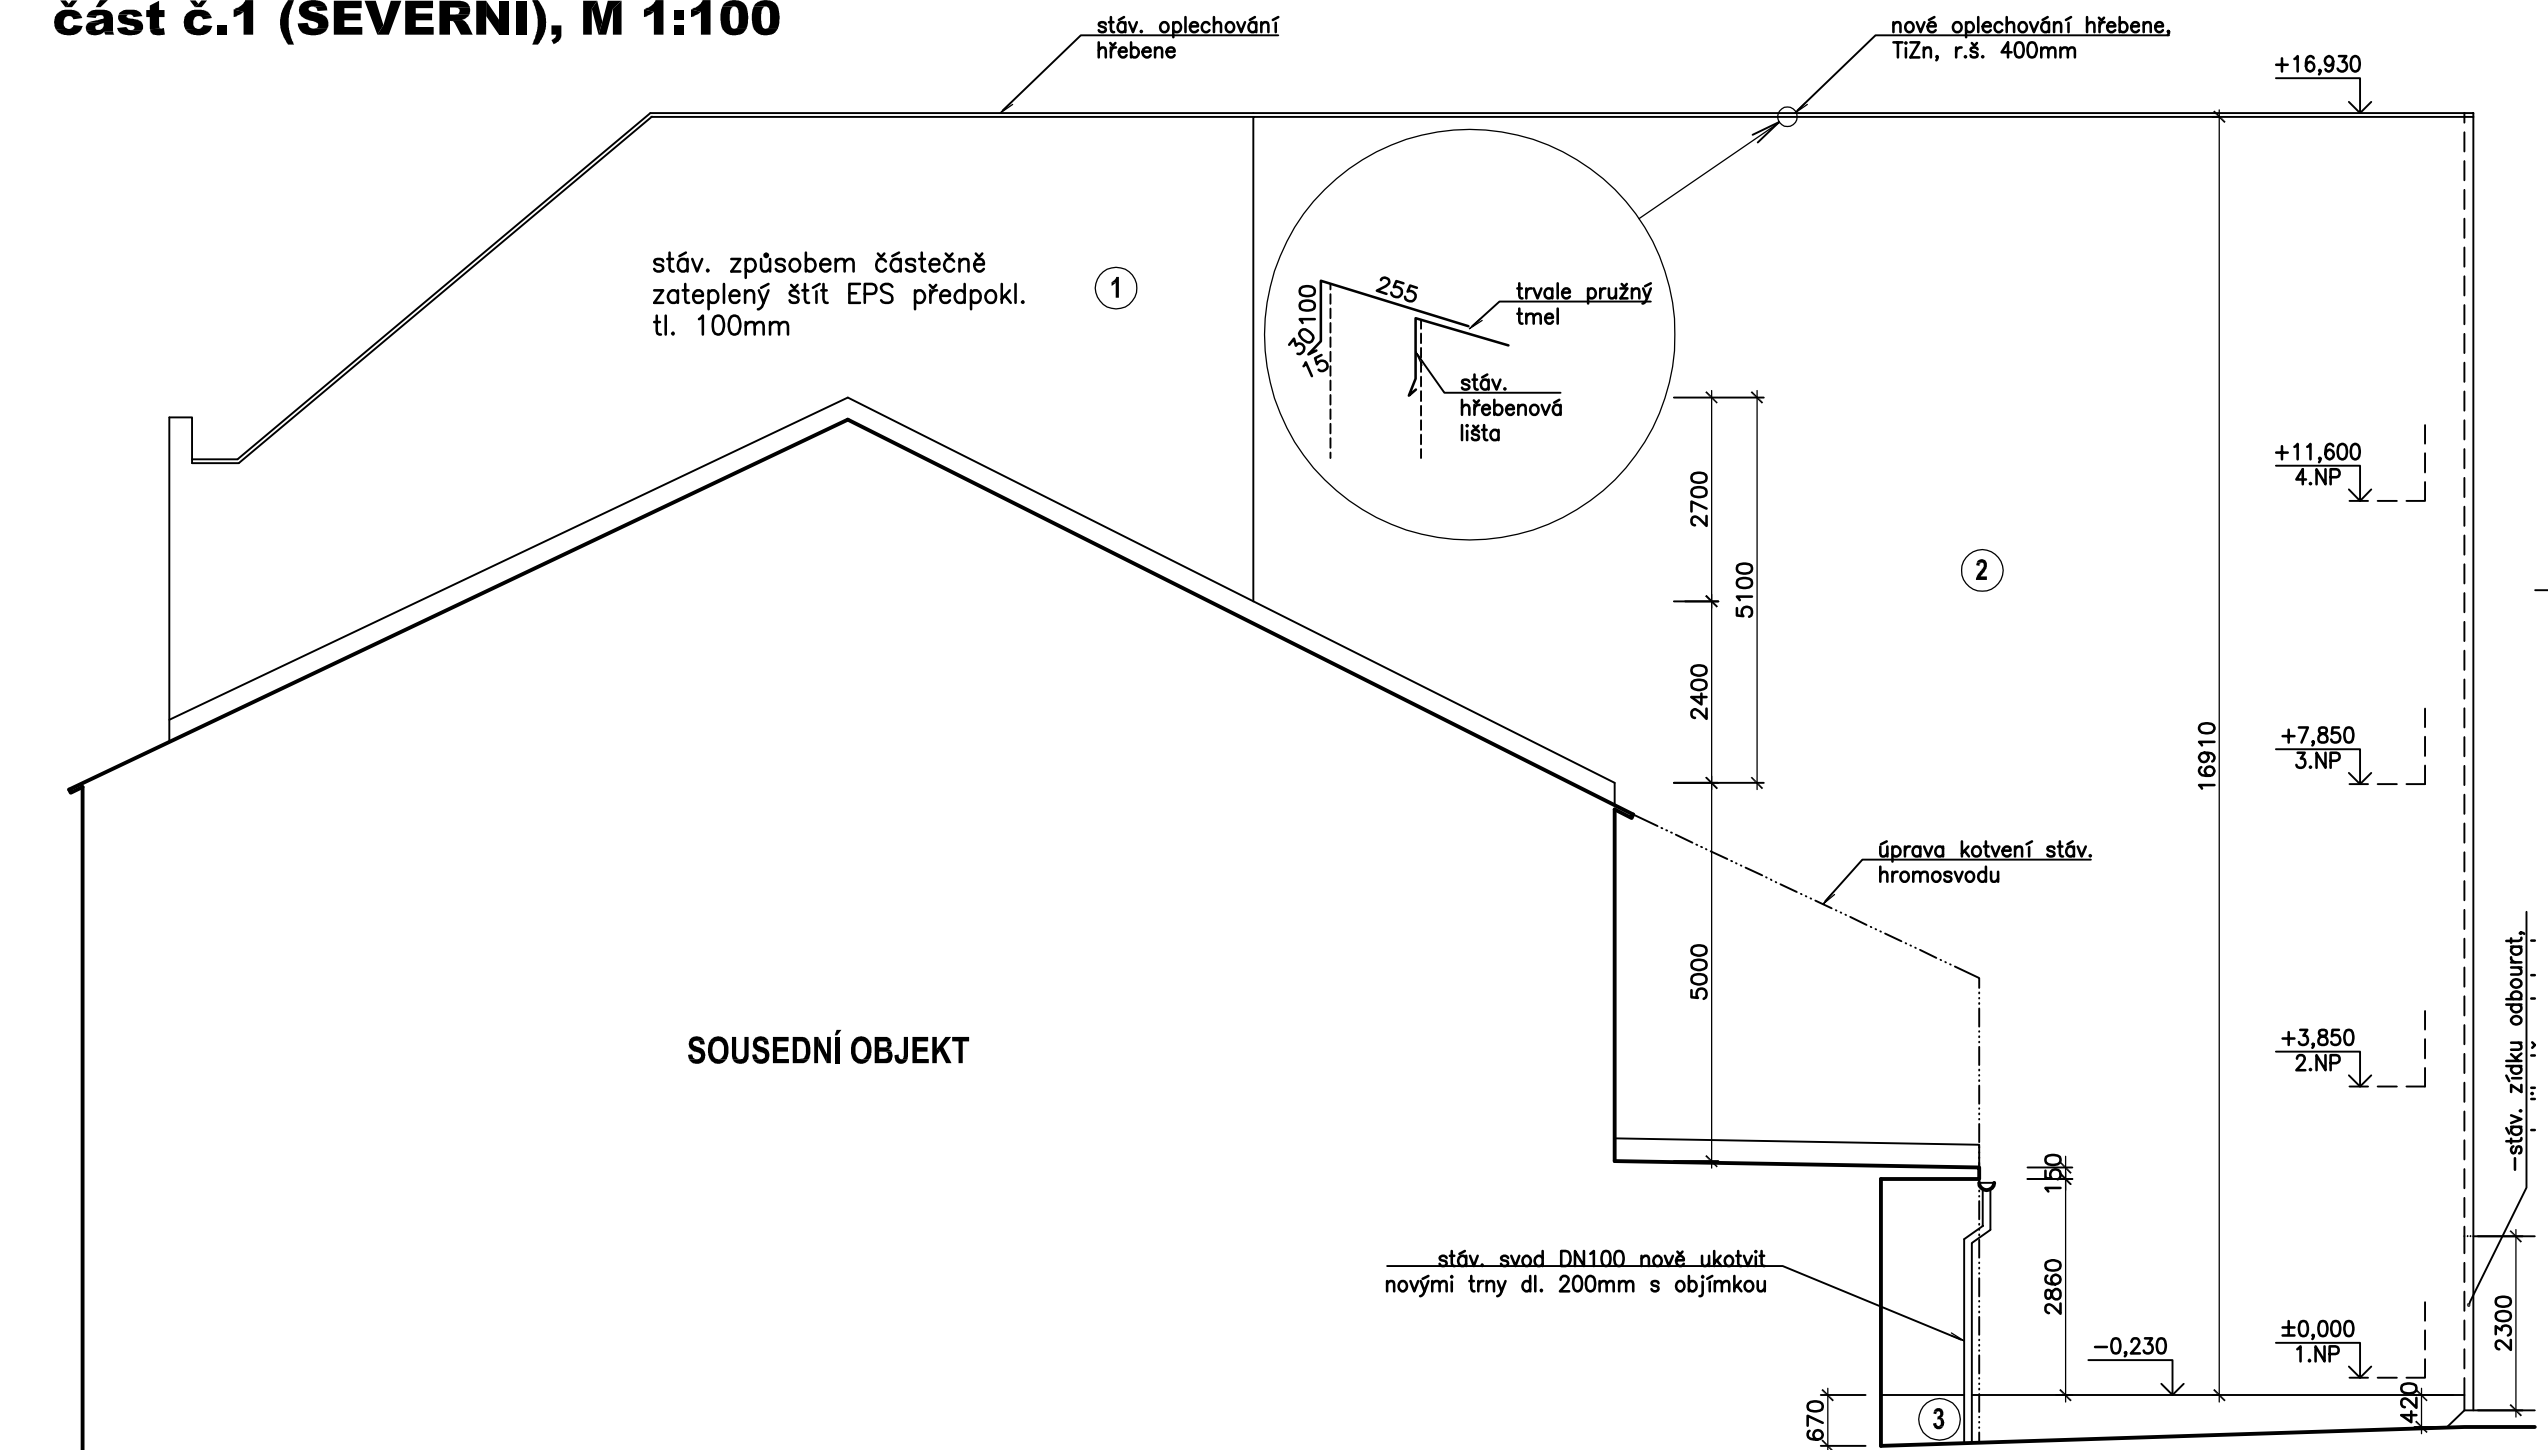 část č.1 (SEVERNÍ), M 1:100
stáv. oplechování
hřebene
nové oplechování hřebene,
TiZn, r.š. 400mm
+16,930
stáv. způsobem částečně
zateplený štít EPS předpokl.
tl. 100mm
1
255
100
30
15
trvale pružný
tmel
stáv.
hřebenová
lišta
2700
5100
2400
5000
2
16910
+11,600
4.NP
+7,850
3.NP
úprava kotvení stáv.
hromosvodu
SOUSEDNÍ OBJEKT
+3,850
2.NP
-stáv. zídku odbourat,
150
2860
stáv. svod DN100 nově ukotvit
novými trny dl. 200mm s objímkou
±0,000
1.NP
-0,230
2300
420
670
3